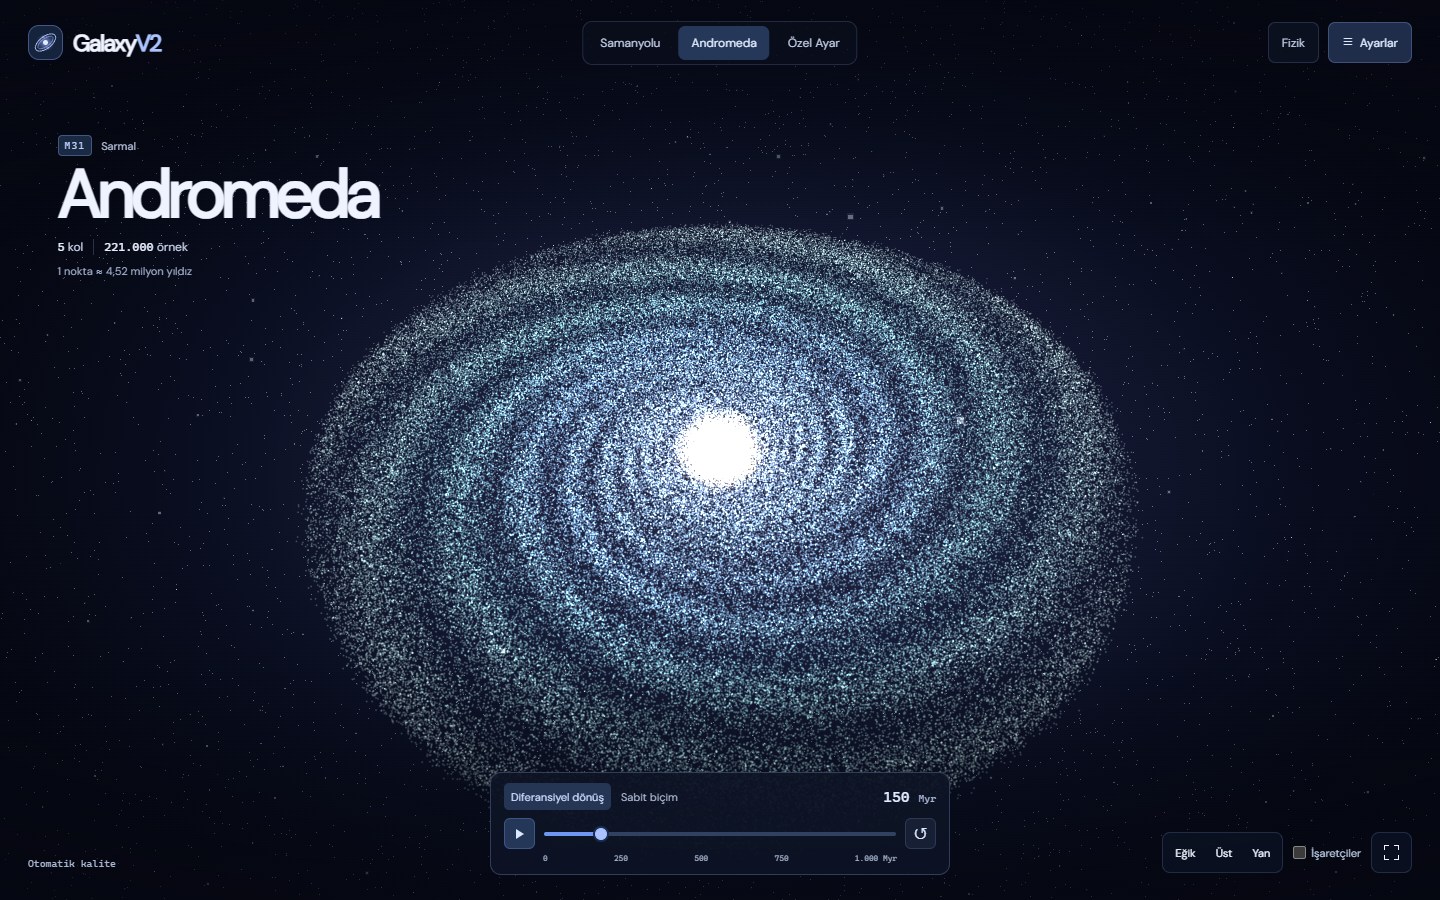 GalaxyV2
Samanyolu
Andromeda
Özel Ayar
Fizik
Ayarlar
M31 Sarmal
Andromeda
5 kol 221.000 örnek
1 nokta ≈ 4,52 milyon yıldız
Diferansiyel dönüş Sabit biçim 150 Myr
0 250 500 750 1.000 Myr
Otomatik kalite
Eğik Üst Yan İşaretçiler